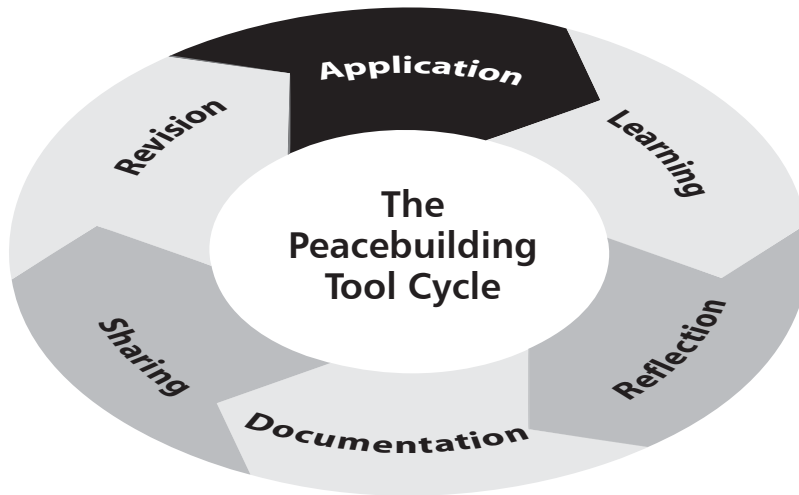 Application
Learning
Reflection
Documentation
Sharing
Revision
The
Peacebuilding
Tool Cycle